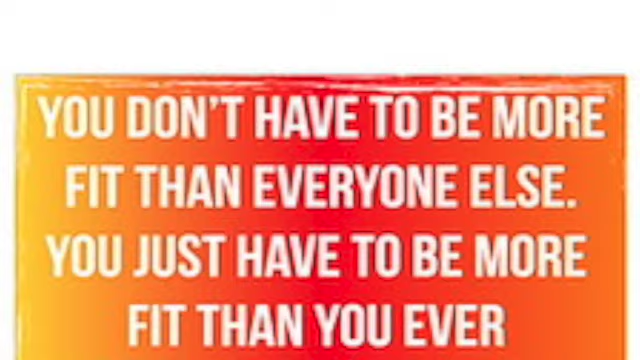 YOU DON'T HAVE TO BE MORE
FIT THAN EVERYONE ELSE.
YOU JUST HAVE TO BE MORE
FIT THAN YOU EVER